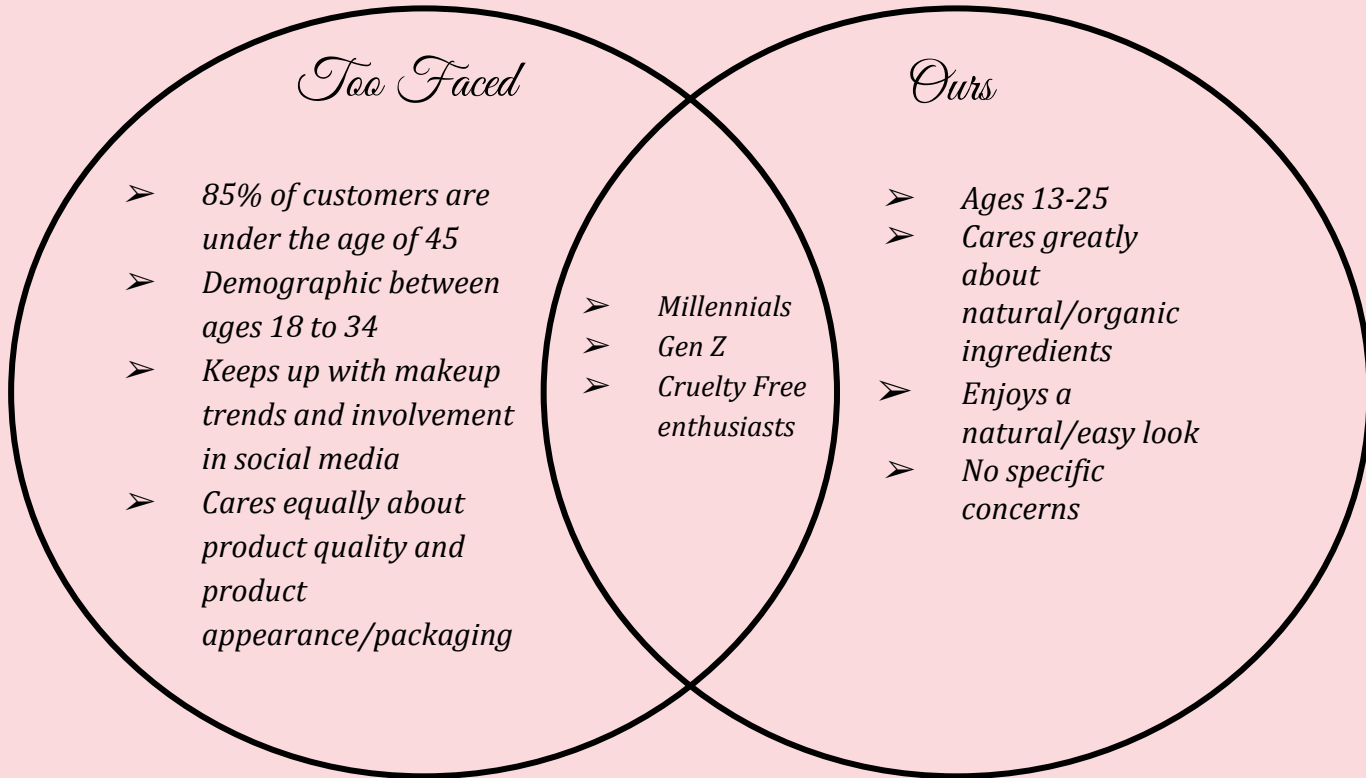 Too Faced
➢ 85% of customers are
under the age of 45
➢ Demographic between
ages 18 to 34
➢ Keeps up with makeup
trends and involvement
in social media
➢ Cares equally about
product quality and
product
appearance/packaging
➢ Millennials
➢ Gen Z
➢ Cruelty Free
enthusiasts
Ours
➢ Ages 13-25
➢ Cares greatly
about
natural/organic
ingredients
➢ Enjoys a
natural/easy look
➢ No specific
concerns